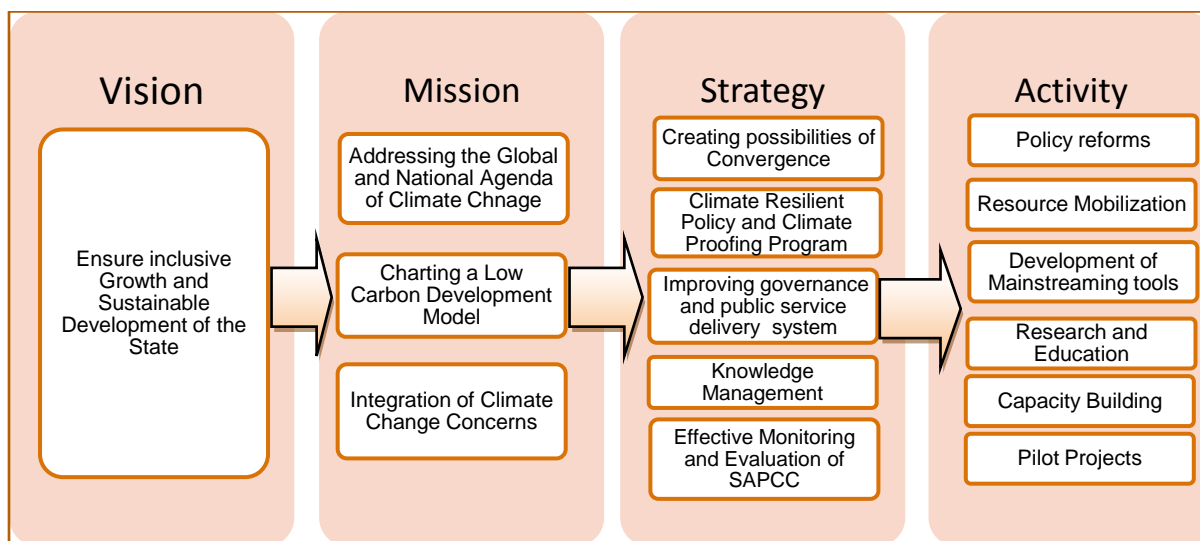 Vision
Ensure inclusive
Growth and
Sustainable
Development of the
State
Mission
Addressing the Global
and National Agenda
of Climate Chnage
Charting a Low
Carbon Development
Model
Integration of Climate
Change Concerns
Strategy
Creating possibilities of
Convergence
Climate Resilient
Policy and Climate
Proofing Program
Improving governance
and public service
delivery system
Knowledge
Management
Effective Monitoring
and Evaluation of
SAPCC
Activity
Policy reforms
Resource Mobilization
Development of
Mainstreaming tools
Research and
Education
Capacity Building
Pilot Projects